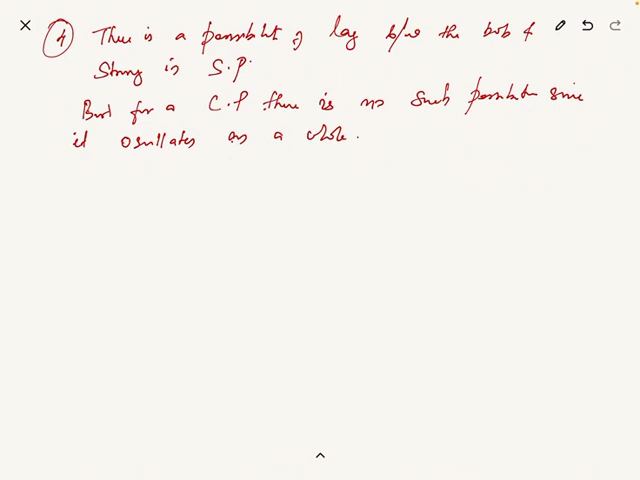 4 There is a possibility of lag b/w the bob &
string in S.P.
But for a C.P there is no such possibility since
it oscillates as a whole.